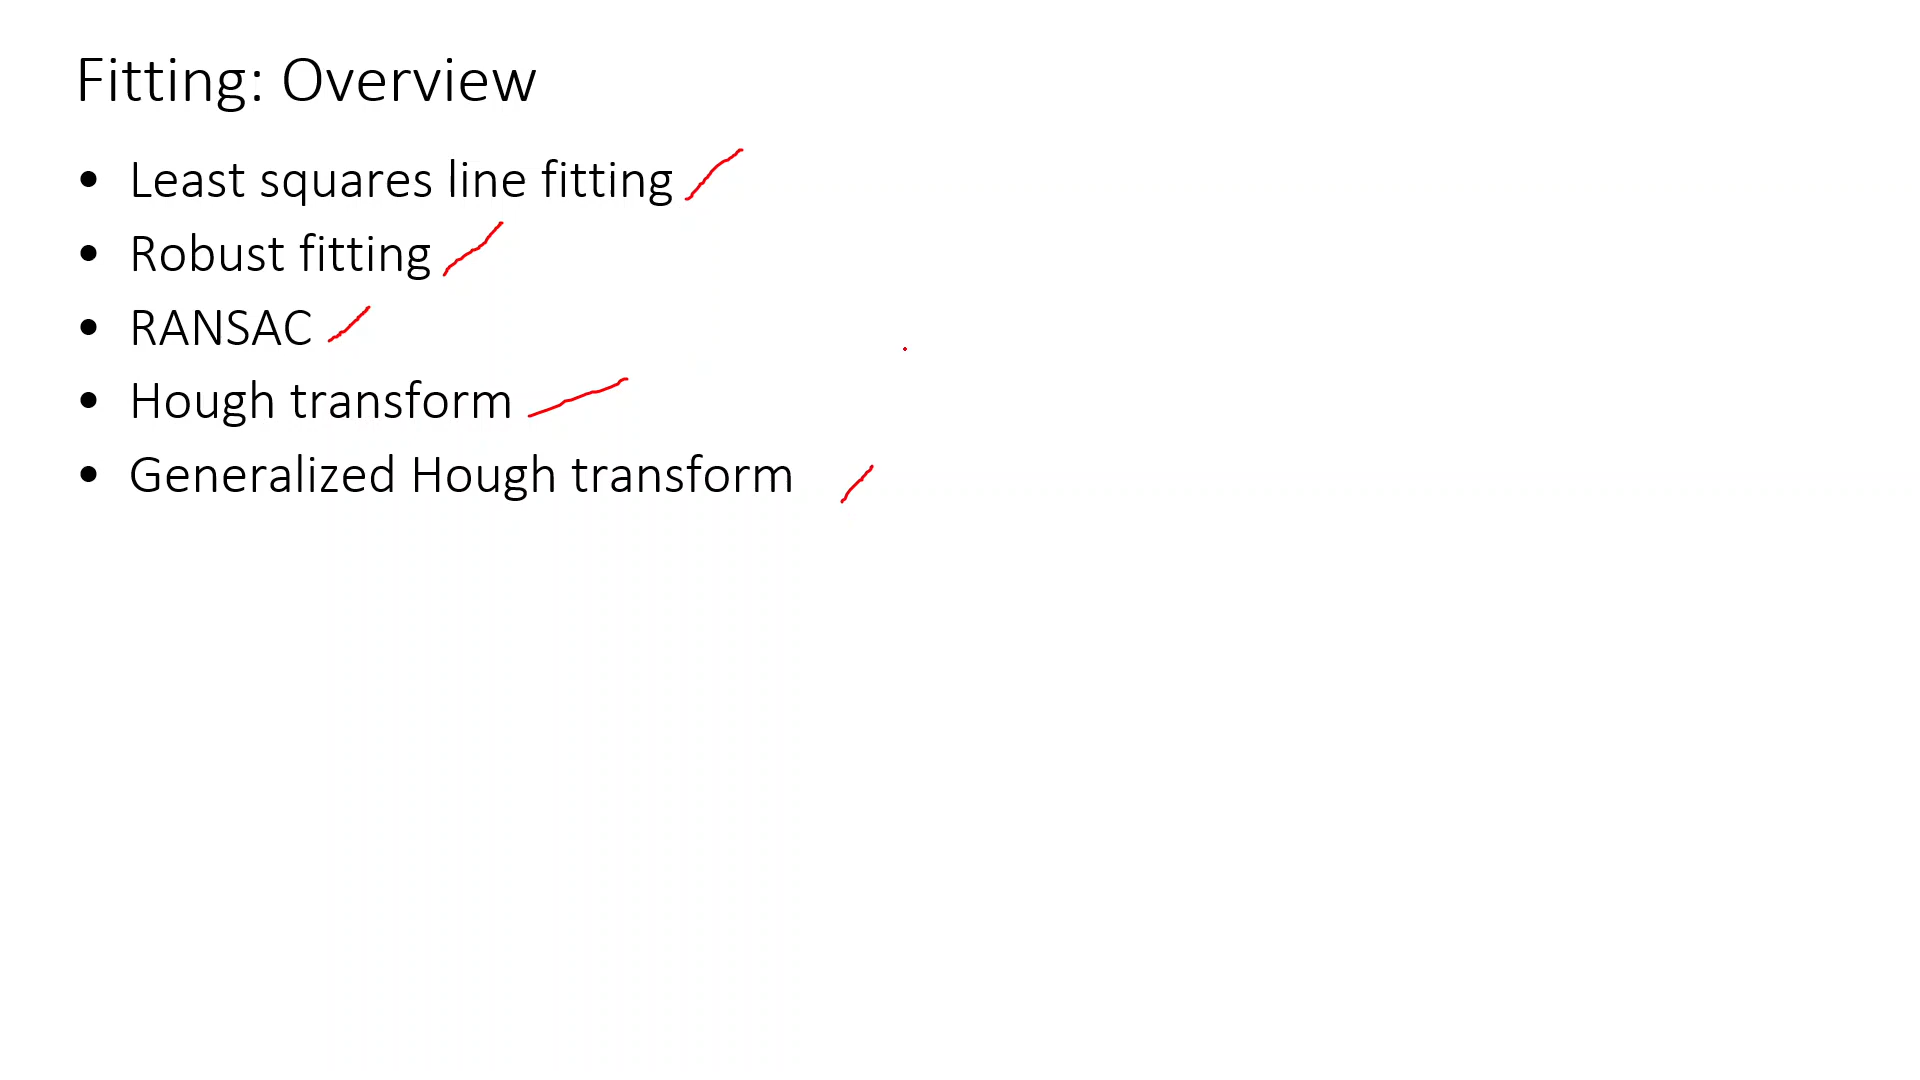 Fitting: Overview
• Least squares line fitting
• Robust fitting
• RANSAC
• Hough transform
• Generalized Hough transform